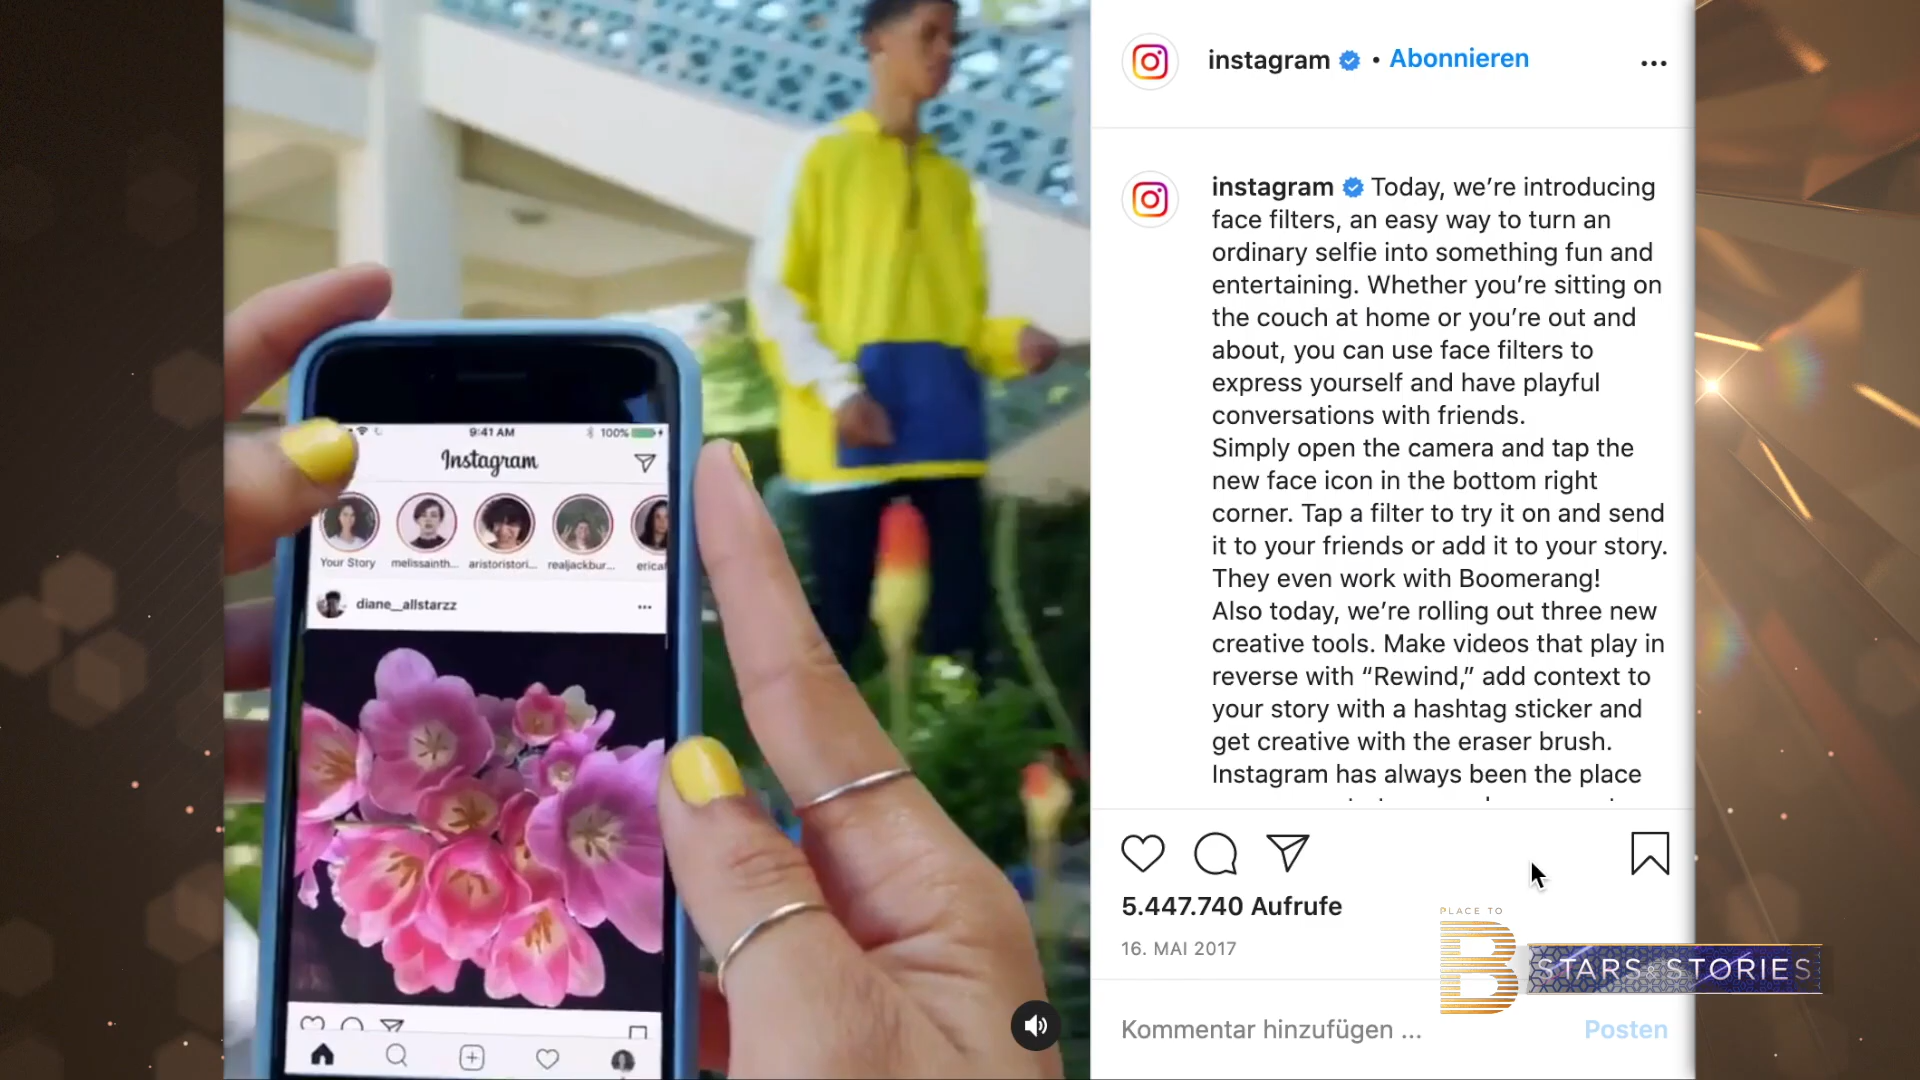 instagram • Abonnieren
instagram Today, we’re introducing
face filters, an easy way to turn an
ordinary selfie into something fun and
entertaining. Whether you’re sitting on
the couch at home or you’re out and
about, you can use face filters to
express yourself and have playful
conversations with friends.
Simply open the camera and tap the
new face icon in the bottom right
corner. Tap a filter to try it on and send
it to your friends or add it to your story.
They even work with Boomerang!
Also today, we’re rolling out three new
creative tools. Make videos that play in
reverse with “Rewind,” add context to
your story with a hashtag sticker and
get creative with the eraser brush.
Instagram has always been the place
5.447.740 Aufrufe
16. MAI 2017
Kommentar hinzufügen ...
Posten
9:41 AM
100%
Instagram
Your Story
melissainth...
aristoristori...
realjackbur...
diane__allstarzz
PLACE TO
B
STARS & STORIES